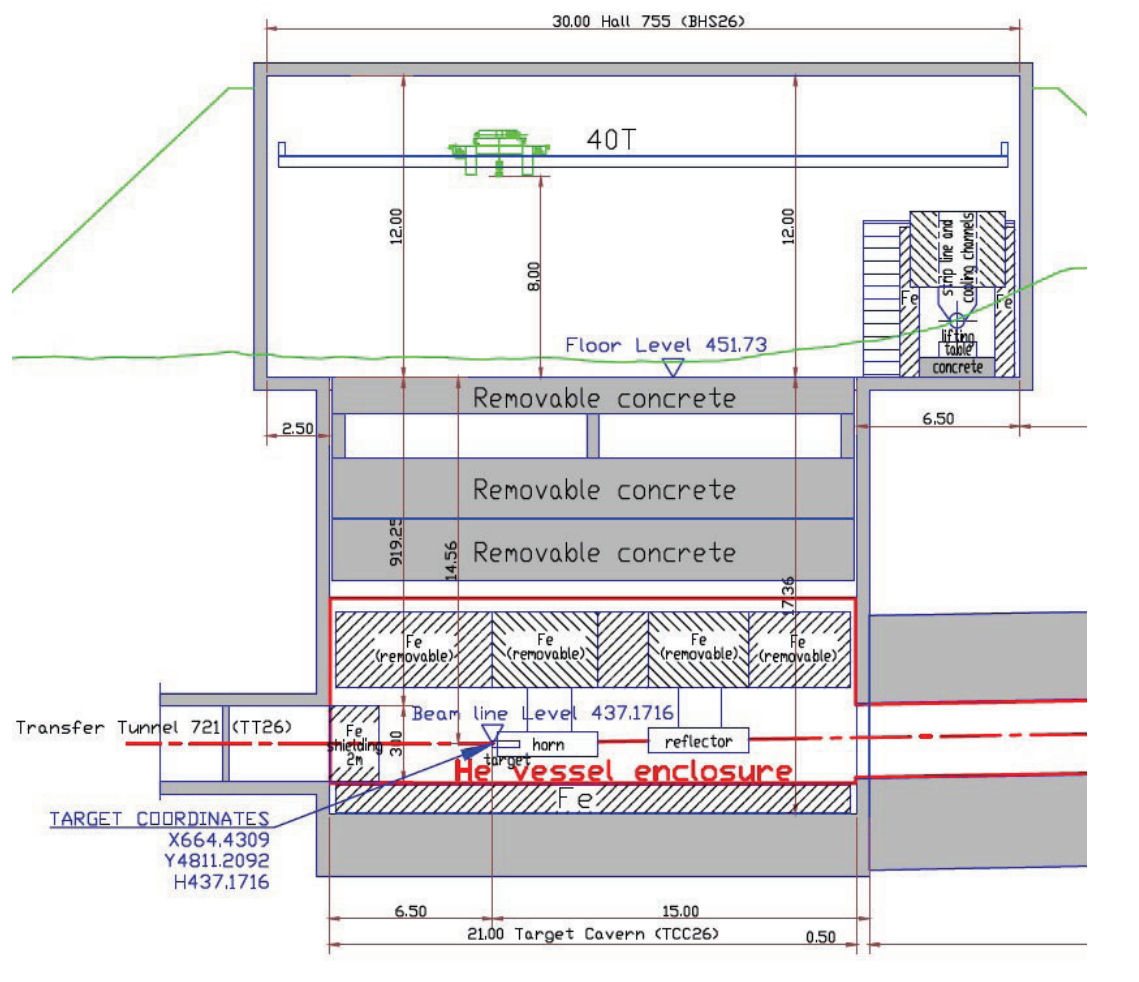 30.00 Hall 755 (BHS26)
40T
12.00
12.00
8.00
strip line and
cooling channels
Fe
Fe
lifting
table
concrete
Floor Level 451.73
Removable concrete
2.50
6.50
Removable concrete
919.25
14.56
Removable concrete
17.36
Fe
(removable)
Fe
(removable)
Fe
(removable)
Fe
(removable)
Beam line Level 437.1716
Transfer Tunnel 721 (TT26)
Fe
shielding
2m
3.00
horn
reflector
target
He vessel enclosure
Fe
TARGET COORDINATES
X664.4309
Y4811.2092
H437.1716
6.50
15.00
21.00 Target Cavern (TCC26)
0.50